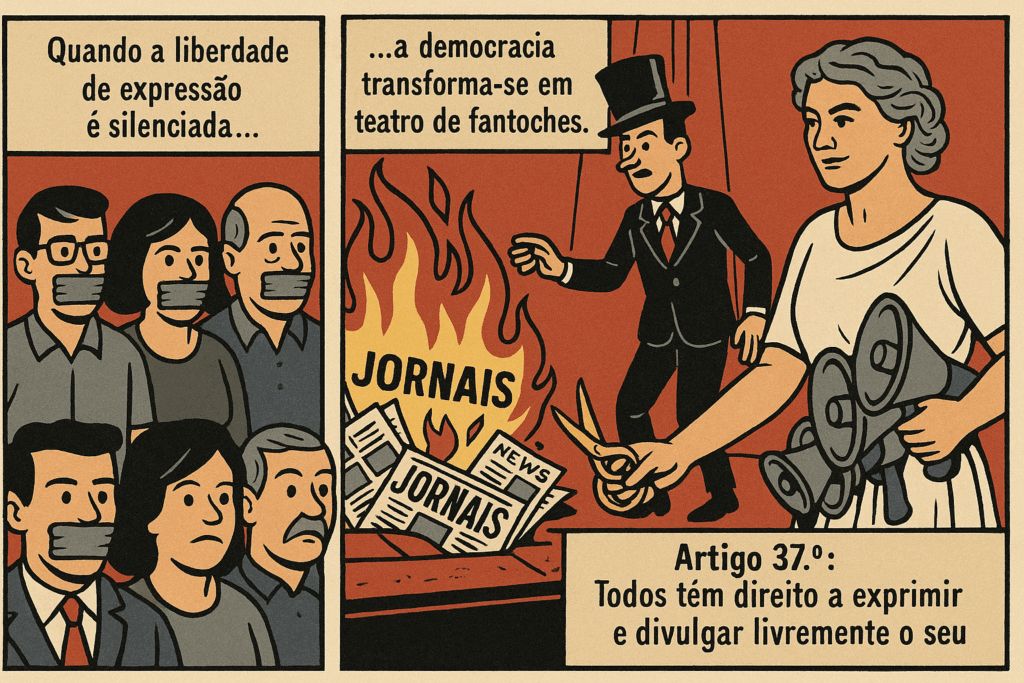 Quando a liberdade
de expressão
é silenciada...
...a democracia
transforma-se em
teatro de fantoches.
JORNAIS
NEWS
JORNAIS
Artigo 37.º:
Todos têm direito a exprimir
e divulgar livremente o seu